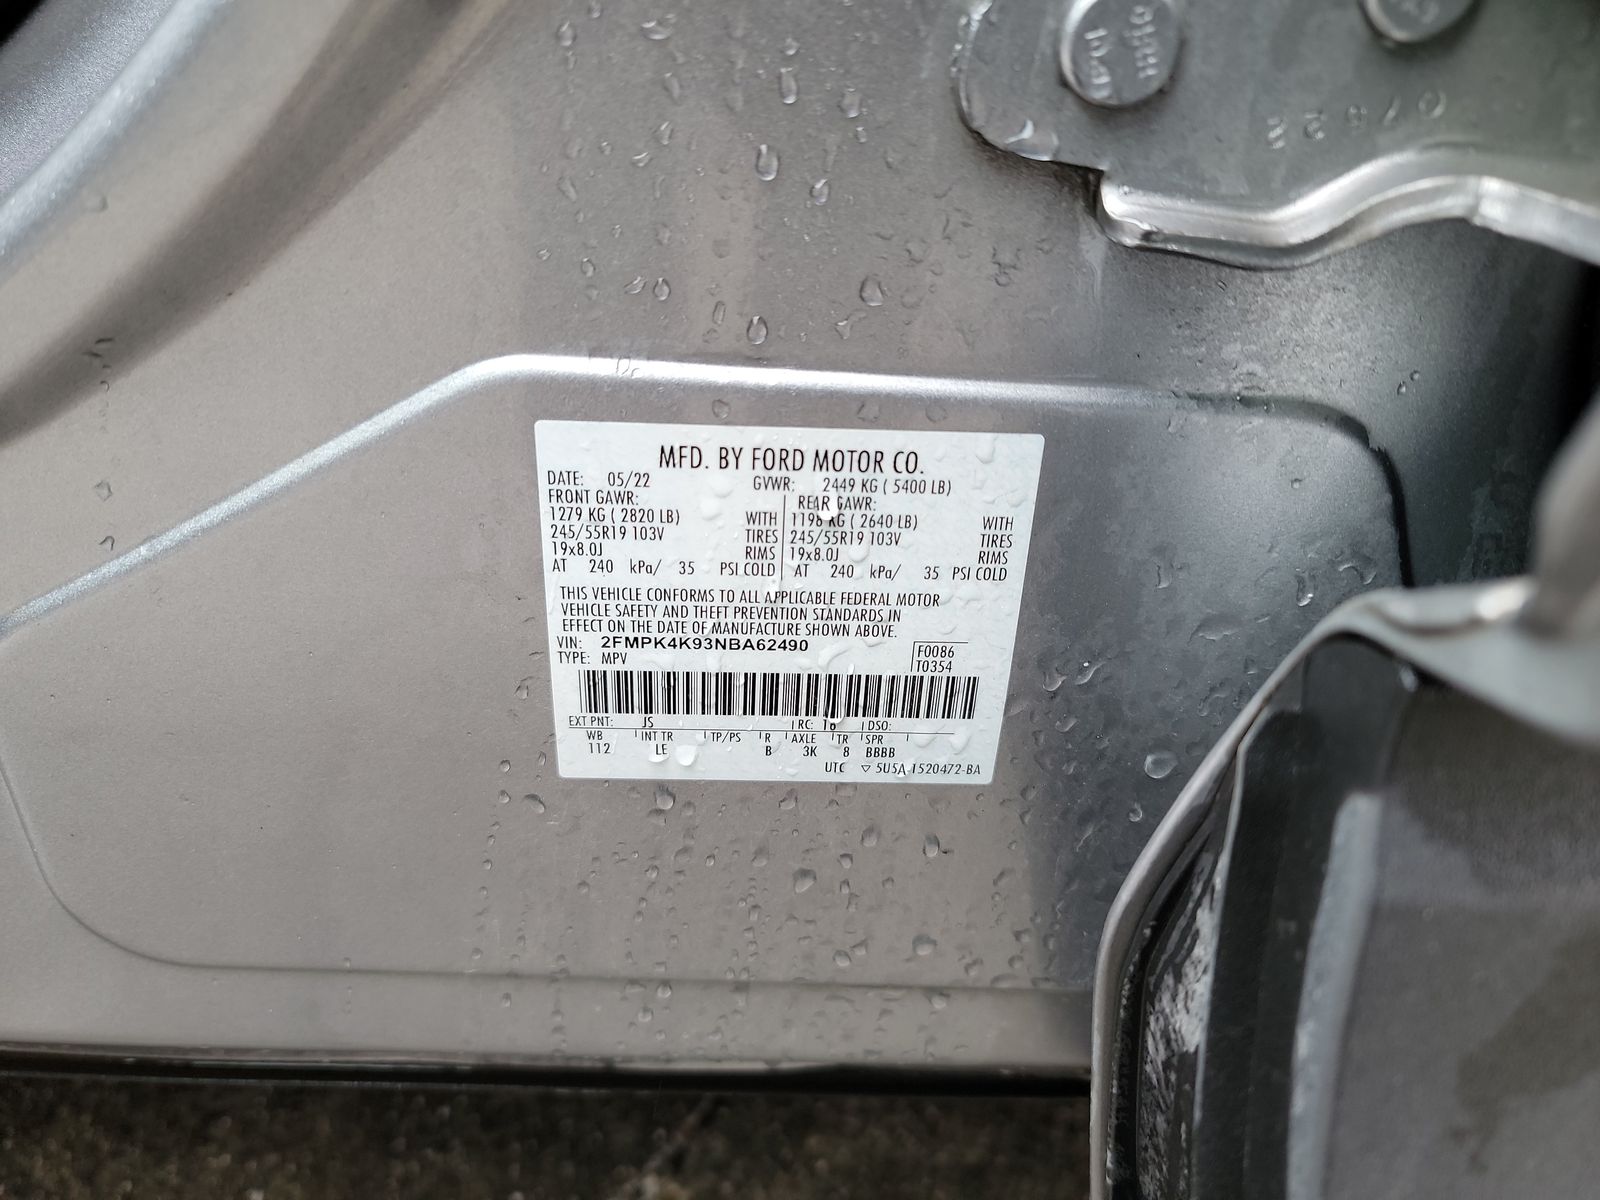 07522
MFD. BY FORD MOTOR CO.
DATE: 05/22 GVWR: 2449 KG ( 5400 LB)
FRONT GAWR: REAR GAWR:
1279 KG ( 2820 LB) WITH 1198 KG ( 2640 LB) WITH
245/55R19 103V TIRES 245/55R19 103V TIRES
19x8.0J RIMS 19x8.0J RIMS
AT 240 kPa/ 35 PSI COLD AT 240 kPa/ 35 PSI COLD
THIS VEHICLE CONFORMS TO ALL APPLICABLE FEDERAL MOTOR
VEHICLE SAFETY AND THEFT PREVENTION STANDARDS IN
EFFECT ON THE DATE OF MANUFACTURE SHOWN ABOVE.
VIN: 2FMPK4K93NBA62490 F0086
TYPE: MPV T0354
EXT PNT: JS RC: 16 DSO:
WB INT TR TP/PS R AXLE TR SPR
112 LE B 3K 8 BBBB
UTC ▽ 5U5A-1520472-BA